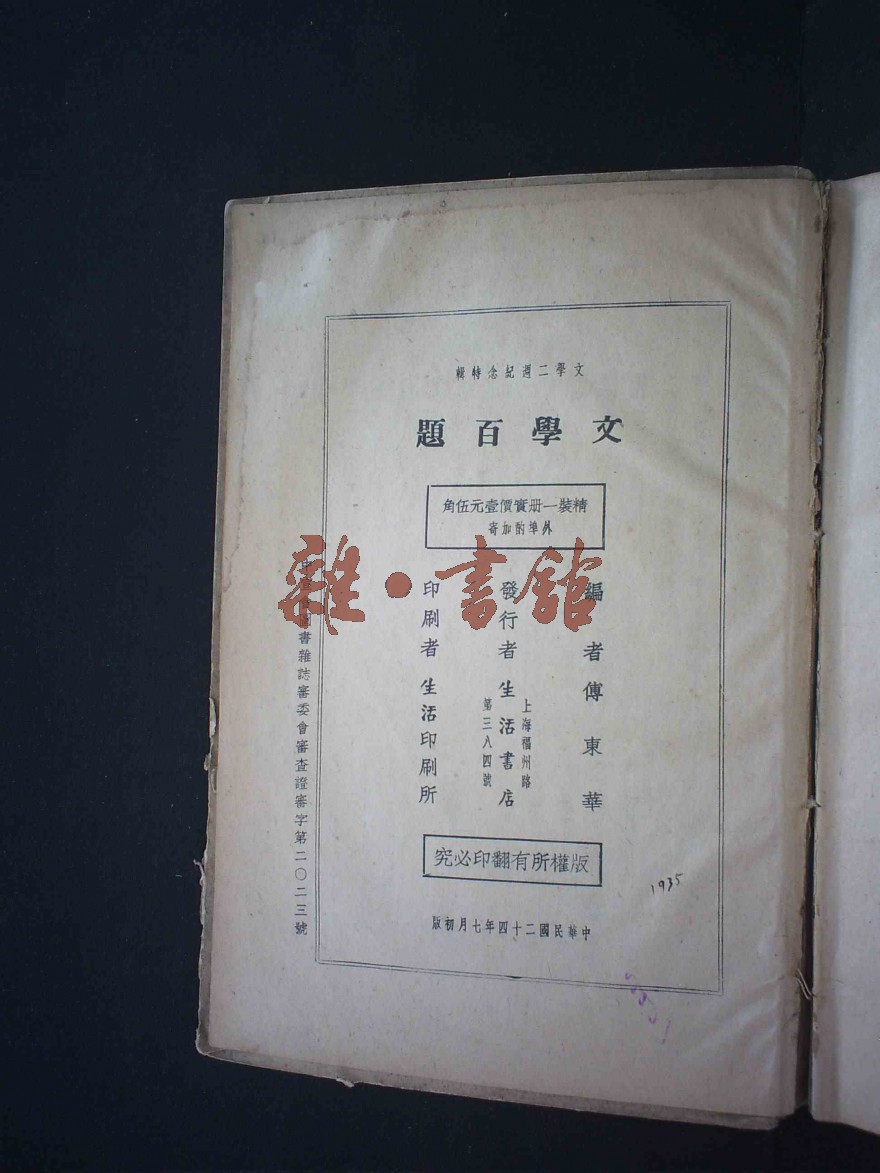 文學二週紀念特輯
文學百題
精裝一册實價壹元伍角
外埠酌加寄
編者傅東華
發行者生活書店
上海福州路
第三八四號
印刷者生活印刷所
版權所有翻印必究
中華民國二十四年七月初版
1935
書雜誌審委會審查證審字第二〇二三號
雜·書館